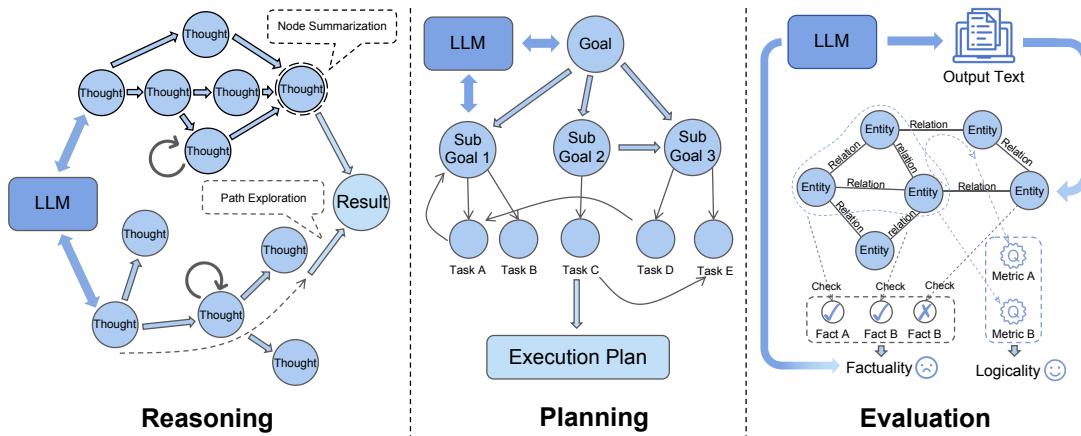 Node Summarization
Thought
Thought
Thought
Thought
Thought
Thought
LLM
Path Exploration
Result
Thought
Thought
Thought
Thought
Thought
Reasoning
LLM
Goal
Sub
Goal 1
Sub
Goal 2
Sub
Goal 3
Task A
Task B
Task C
Task D
Task E
Execution Plan
Planning
LLM
Output Text
Entity
Relation
Entity
Relation
relation
Relation
Entity
Relation
Entity
Relation
Entity
Relation
relation
Entity
Q
Metric A
Check
Check
Check
Q
Fact A
Fact B
Fact B
Metric B
Factuality
Logicality
Evaluation